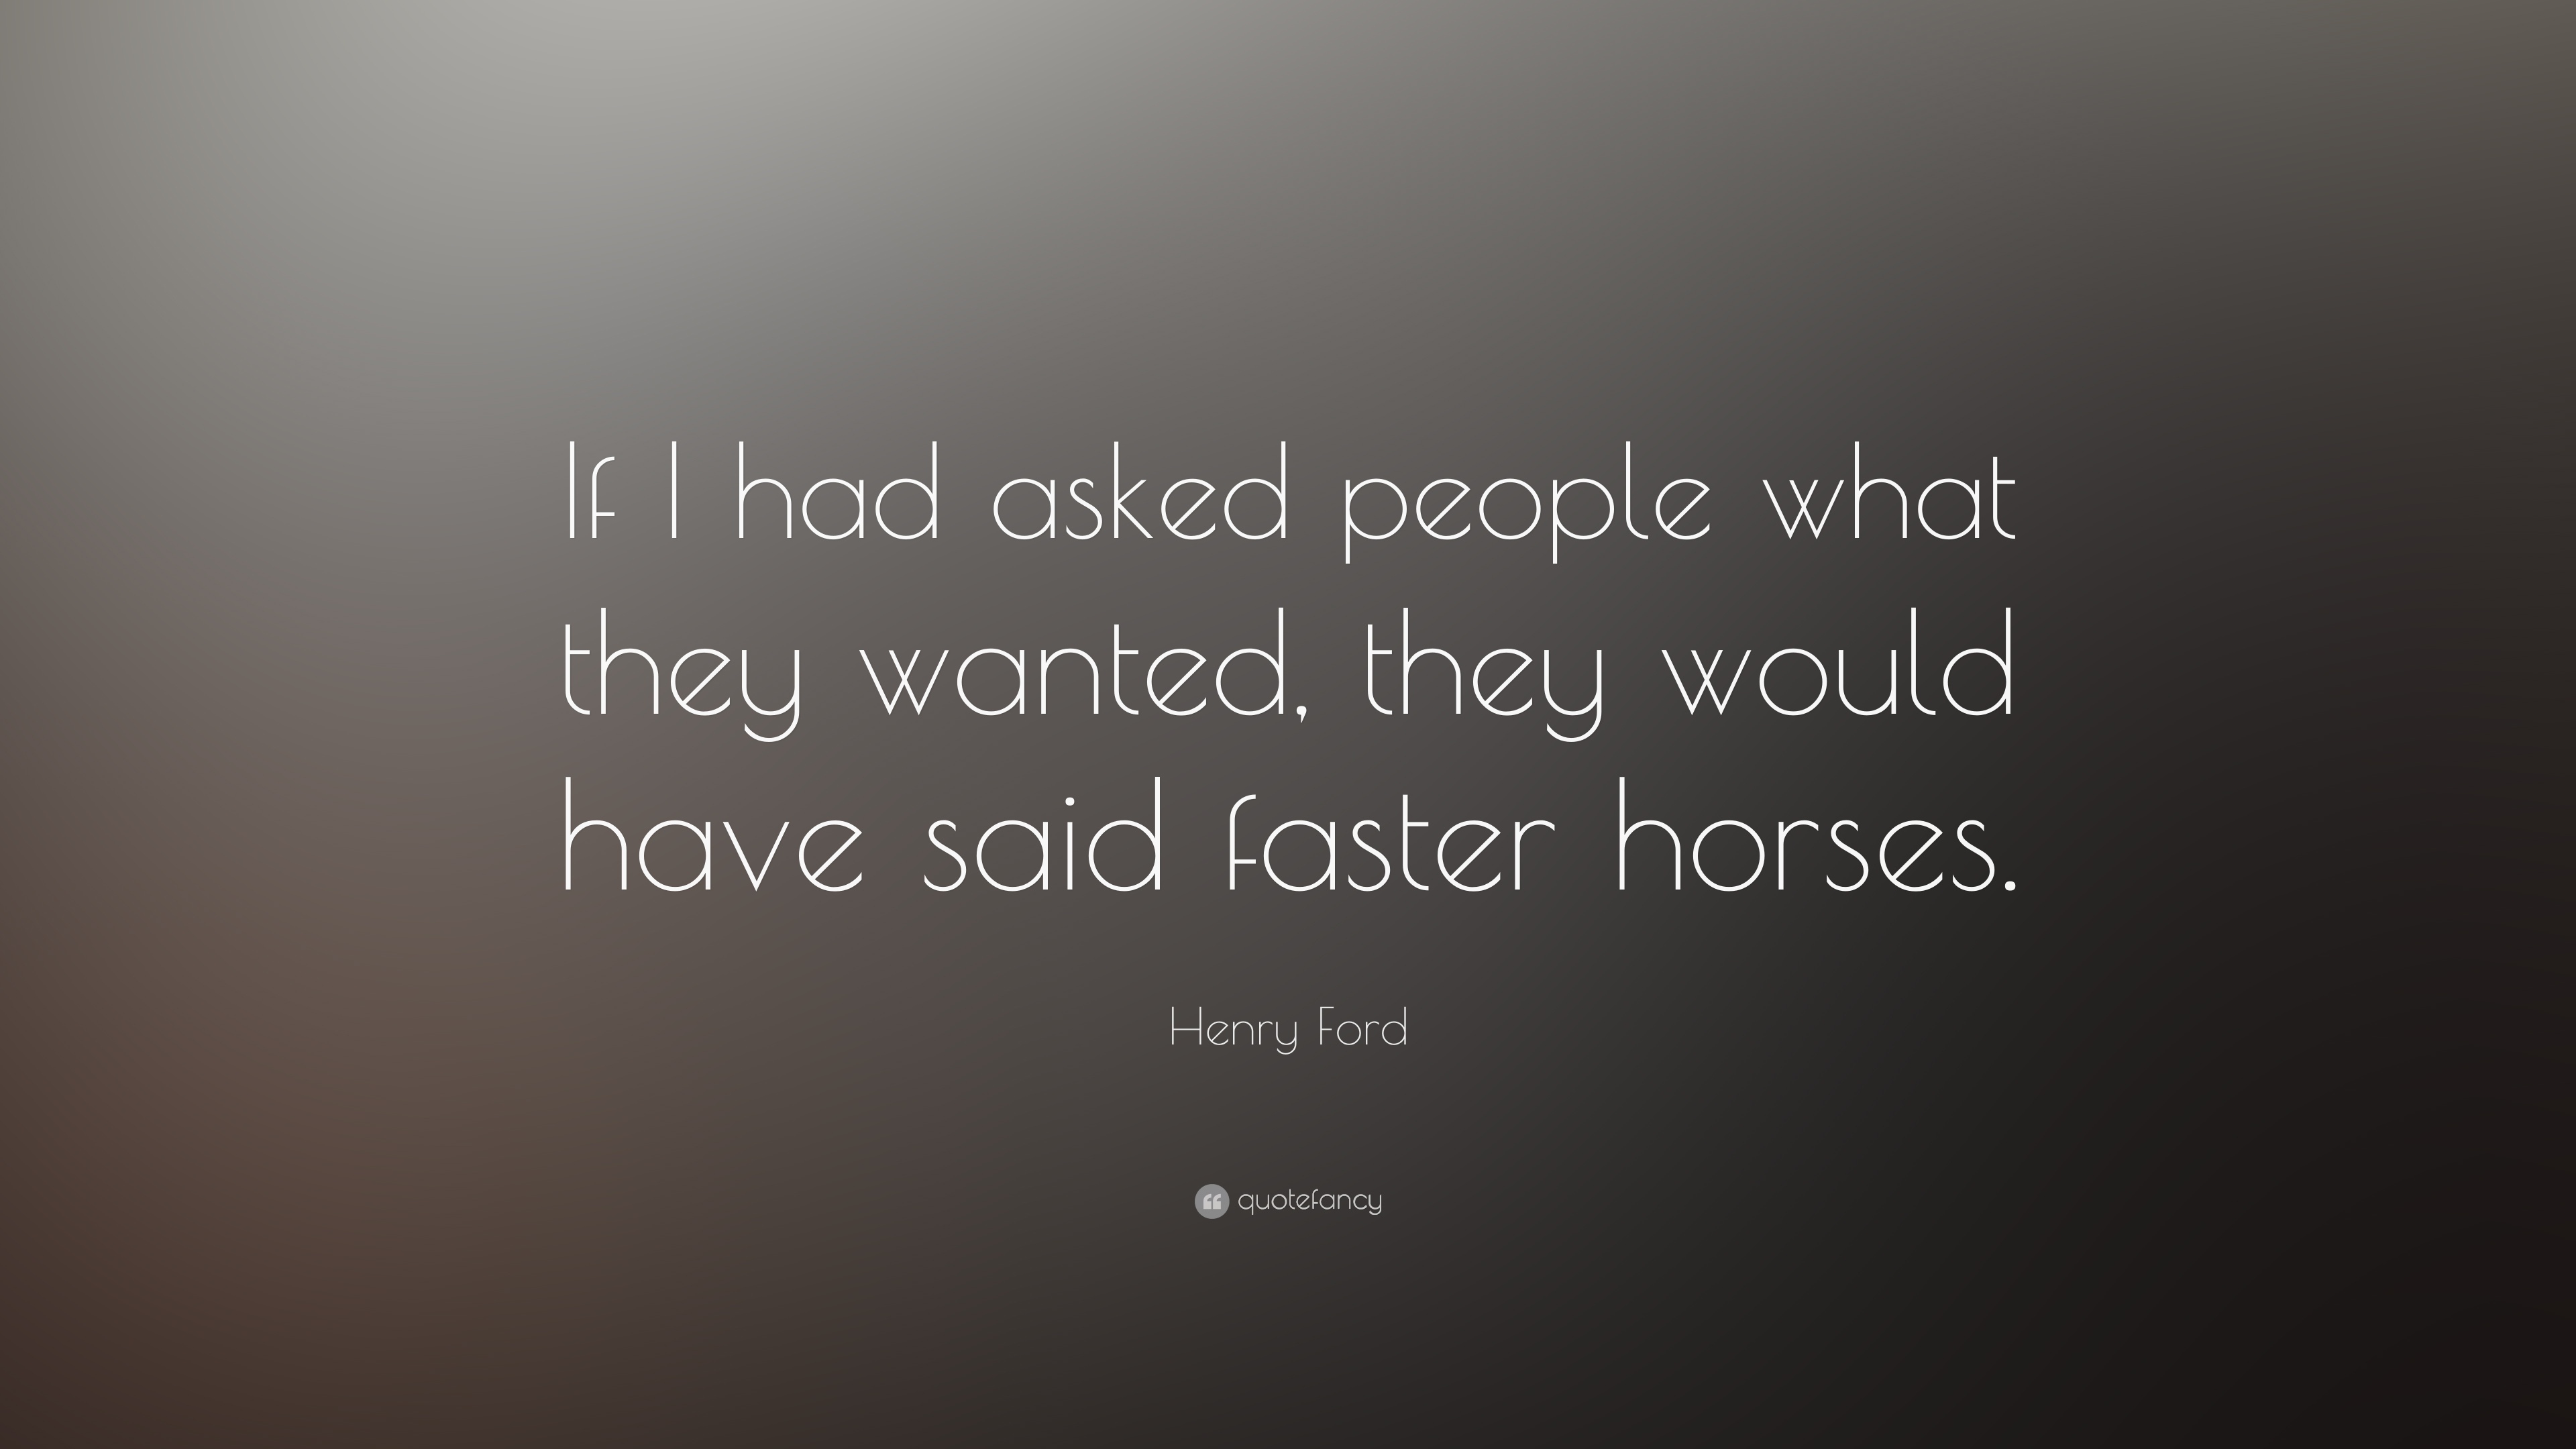 If I had asked people what
they wanted, they would
have said faster horses.
Henry Ford
quotefancy